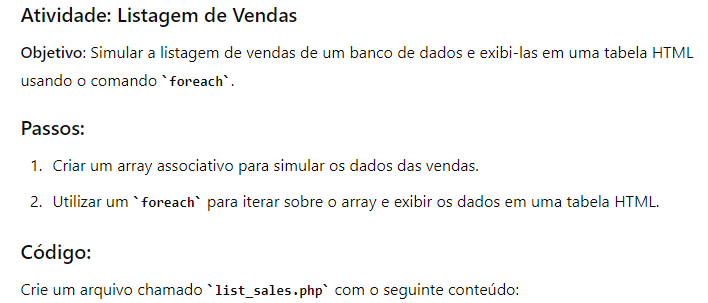 Atividade: Listagem de Vendas
Objetivo: Simular a listagem de vendas de um banco de dados e exibi-las em uma tabela HTML
usando o comando `foreach`.
Passos:
1. Criar um array associativo para simular os dados das vendas.
2. Utilizar um `foreach` para iterar sobre o array e exibir os dados em uma tabela HTML.
Código:
Crie um arquivo chamado `list_sales.php` com o seguinte conteúdo: